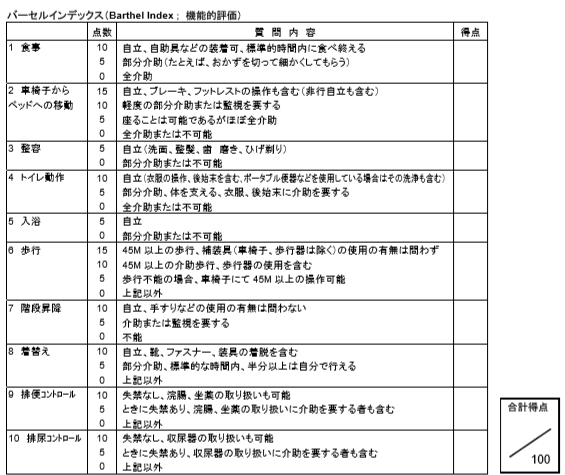 バーセルインデックス（Barthel Index； 機能的評価）
点数 質問内容 得点
1 食事 10 自立、自助具などの装着可、標準的時間内に食べ終える
5 部分介助（たとえば、おかずを切って細かくしてもらう）
0 全介助
2 車椅子から 15 自立、ブレーキ、フットレストの操作も含む（非行自立も含む）
ベッドへの移動 10 軽度の部分介助または監視を要する
5 座ることは可能であるがほぼ全介助
0 全介助または不可能
3 整容 5 自立（洗面、整髪、歯 磨き、ひげ剃り）
0 部分介助または不可能
4 トイレ動作 10 自立（衣服の操作、後始末を含む、ポータブル便器などを使用している場合はその洗浄も含む）
5 部分介助、体を支える、衣服、後始末に介助を要する
0 全介助または不可能
5 入浴 5 自立
0 部分介助または不可能
6 歩行 15 45M 以上の歩行、補装具（車椅子、歩行器は除く）の使用の有無は問わず
10 45M 以上の介助歩行、歩行器の使用を含む
5 歩行不能の場合、車椅子にて 45M 以上の操作可能
0 上記以外
7 階段昇降 10 自立、手すりなどの使用の有無は問わない
5 介助または監視を要する
0 不能
8 着替え 10 自立、靴、ファスナー、装具の着脱を含む
5 部分介助、標準的な時間内、半分以上は自分で行える
0 上記以外
9 排便コントロール 10 失禁なし、浣腸、坐薬の取り扱いも可能
5 ときに失禁あり、浣腸、坐薬の取り扱いに介助を要する者も含む
0 上記以外
10 排尿コントロール 10 失禁なし、収尿器の取り扱いも可能
5 ときに失禁あり、収尿器の取り扱いに介助を要する者も含む
0 上記以外
合計得点
／100